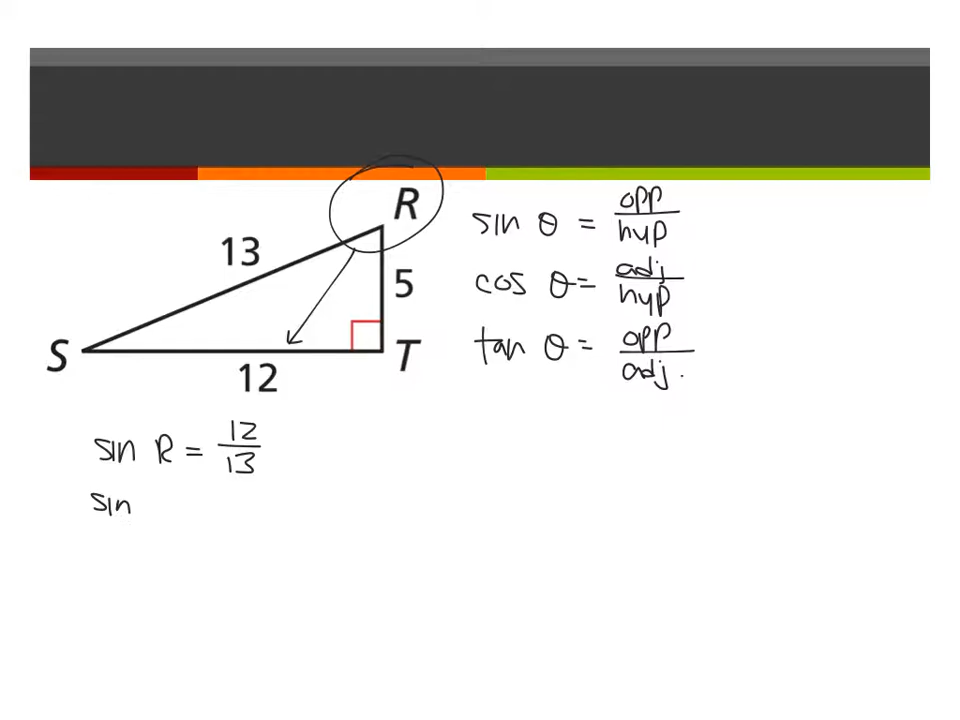 R
13
5
S
12
T
sin θ = opp/hyp
cos θ = adj/hyp
tan θ = opp/adj.
sin R = 12/13
sin